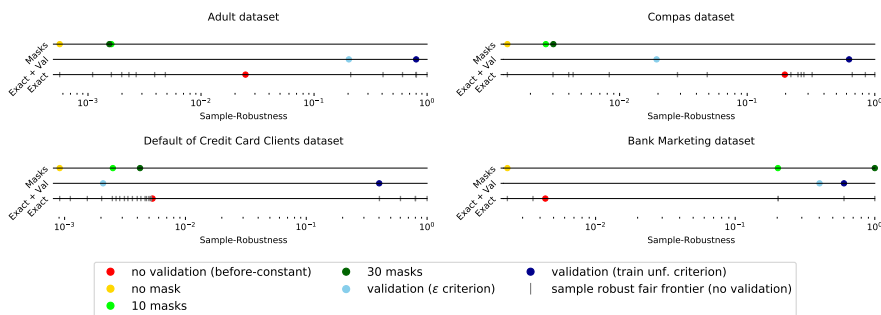 Adult dataset
Masks
Exact + Val
Exact
10⁻³ 10⁻² 10⁻¹ 10⁰
Sample-Robustness
Compas dataset
Masks
Exact + Val
Exact
10⁻² 10⁻¹ 10⁰
Sample-Robustness
Default of Credit Card Clients dataset
Masks
Exact + Val
Exact
10⁻³ 10⁻² 10⁻¹ 10⁰
Sample-Robustness
Bank Marketing dataset
Masks
Exact + Val
Exact
10⁻² 10⁻¹ 10⁰
Sample-Robustness
no validation (before-constant)
no mask
10 masks
30 masks
validation (ε criterion)
validation (train unf. criterion)
sample robust fair frontier (no validation)